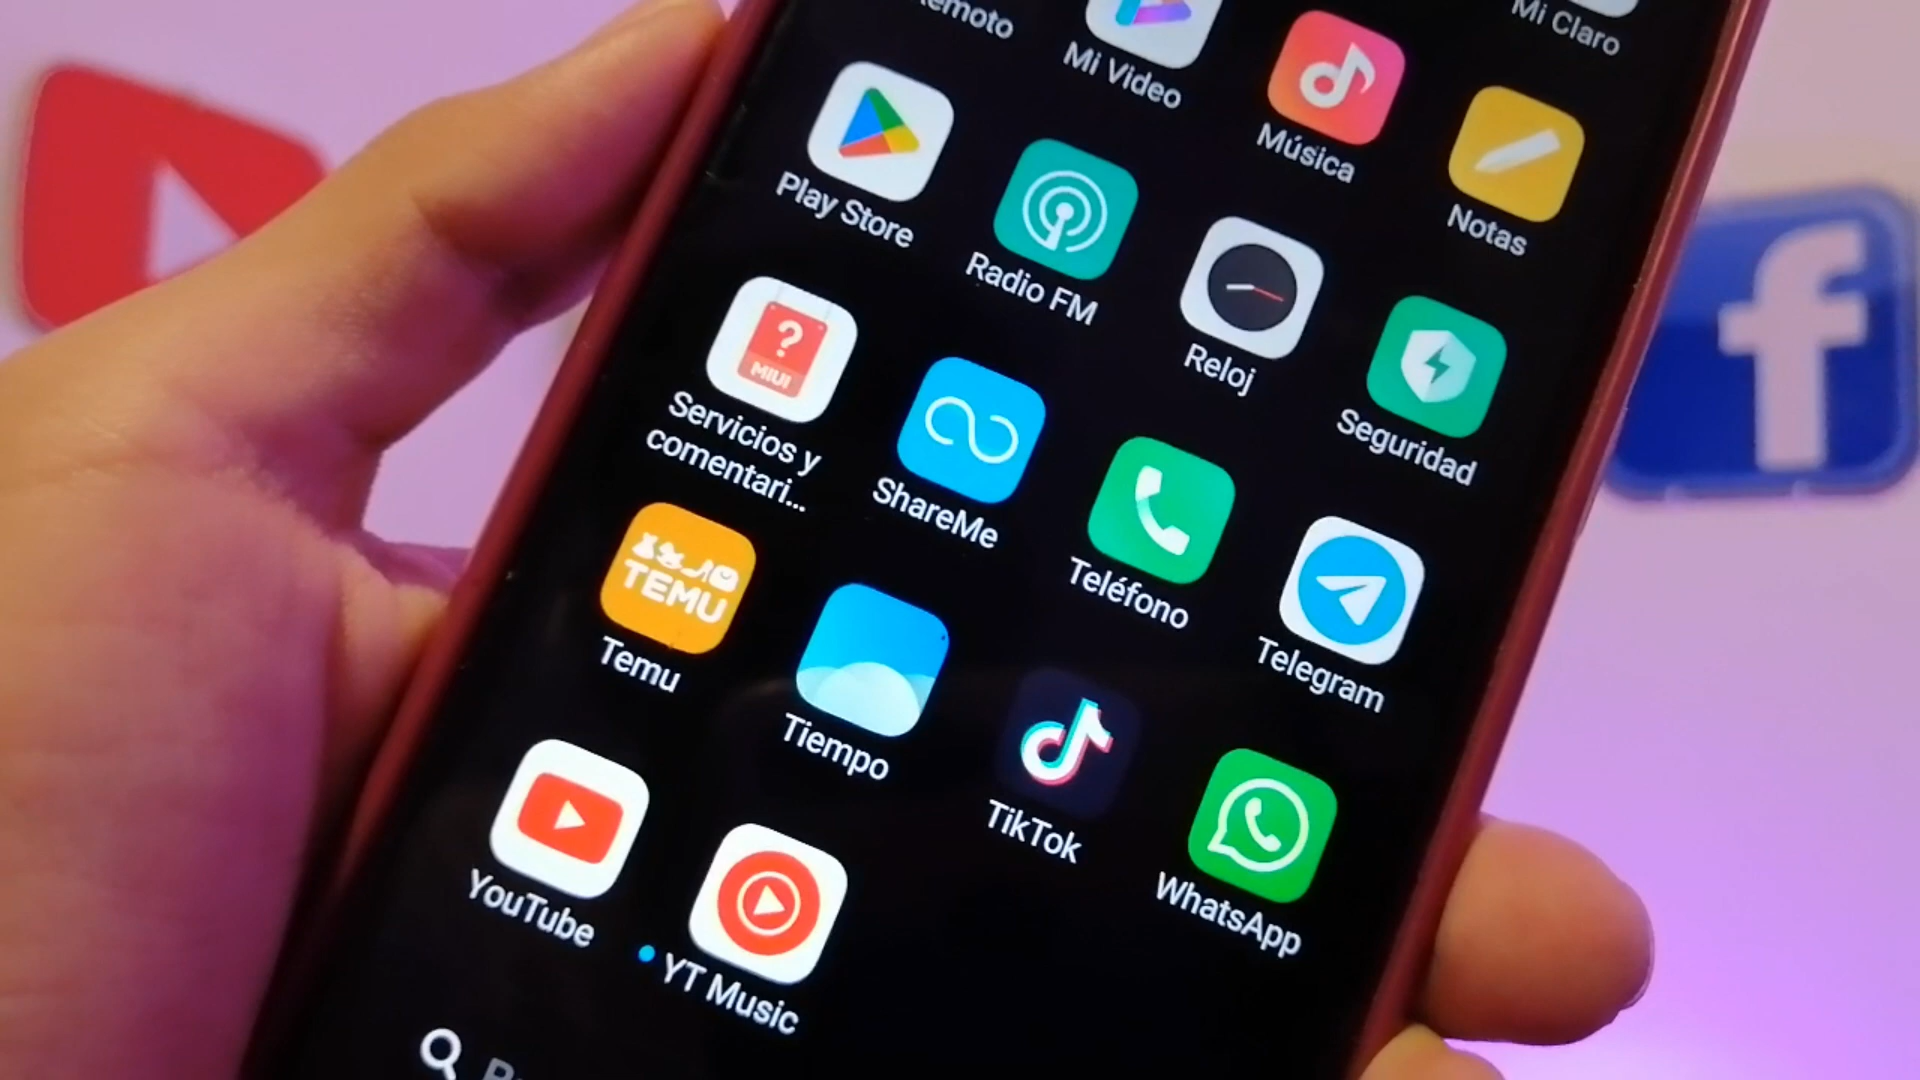 emoto
Mi Video
Música
Notas
Mi Claro
Play Store
Radio FM
Reloj
Seguridad
?
MIUI
Servicios y
comentari...
ShareMe
Teléfono
Telegram
TEMU
Temu
Tiempo
TikTok
WhatsApp
YouTube
YT Music
f